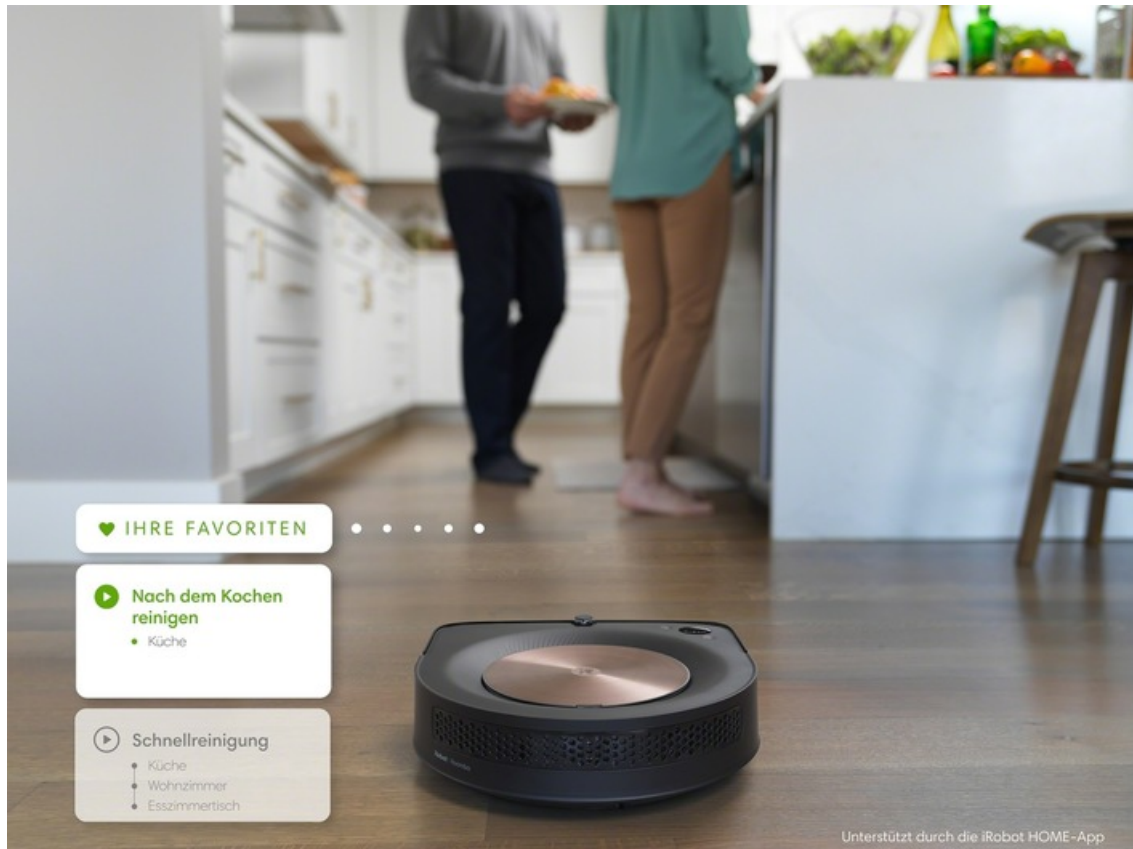 IHRE FAVORITEN
Nach dem Kochen
reinigen
Küche
Schnellreinigung
Küche
Wohnzimmer
Esszimmertisch
Unterstützt durch die iRobot HOME-App